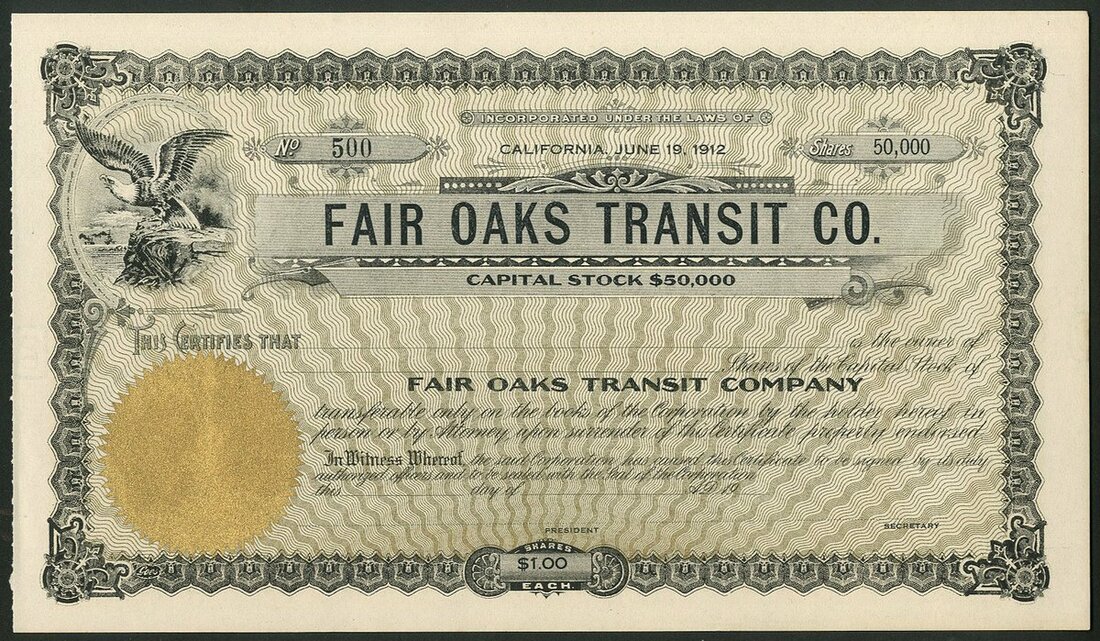 INCORPORATED UNDER THE LAWS OF
No 500
CALIFORNIA, JUNE 19, 1912
Shares 50,000
FAIR OAKS TRANSIT CO.
CAPITAL STOCK $50,000
THIS CERTIFIES THAT
is the owner of
Shares of the Capital Stock of
FAIR OAKS TRANSIT COMPANY
transferable only on the books of the Corporation by the holder hereof in
person or by Attorney upon surrender of this Certificate properly endorsed.
In Witness Whereof, the said Corporation has caused this Certificate to be signed by its duly
authorized officers and to be sealed with the Seal of the Corporation
this day of A.D. 19
PRESIDENT
SECRETARY
SHARES
$1.00
EACH